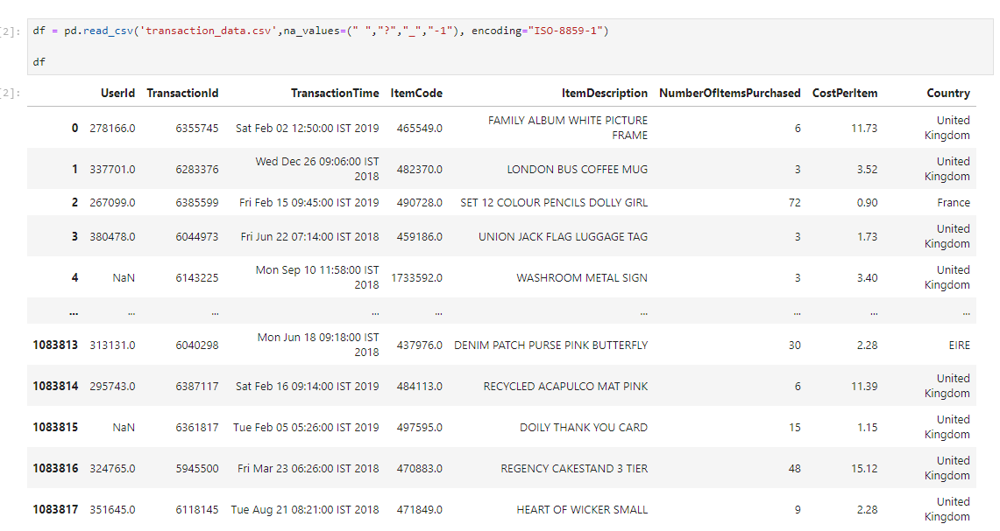 [2]: df = pd.read_csv('transaction_data.csv',na_values=(" ","?","_","-1"), encoding="ISO-8859-1")
df
[2]: UserId TransactionId TransactionTime ItemCode ItemDescription NumberOfItemsPurchased CostPerItem Country
0 278166.0 6355745 Sat Feb 02 12:50:00 IST 2019 465549.0 FAMILY ALBUM WHITE PICTURE FRAME 6 11.73 United Kingdom
1 337701.0 6283376 Wed Dec 26 09:06:00 IST 2018 482370.0 LONDON BUS COFFEE MUG 3 3.52 United Kingdom
2 267099.0 6385599 Fri Feb 15 09:45:00 IST 2019 490728.0 SET 12 COLOUR PENCILS DOLLY GIRL 72 0.90 France
3 380478.0 6044973 Fri Jun 22 07:14:00 IST 2018 459186.0 UNION JACK FLAG LUGGAGE TAG 3 1.73 United Kingdom
4 NaN 6143225 Mon Sep 10 11:58:00 IST 2018 1733592.0 WASHROOM METAL SIGN 3 3.40 United Kingdom
... ... ... ... ... ... ... ... ...
1083813 313131.0 6040298 Mon Jun 18 09:18:00 IST 2018 437976.0 DENIM PATCH PURSE PINK BUTTERFLY 30 2.28 EIRE
1083814 295743.0 6387117 Sat Feb 16 09:14:00 IST 2019 484113.0 RECYCLED ACAPULCO MAT PINK 6 11.39 United Kingdom
1083815 NaN 6361817 Tue Feb 05 05:26:00 IST 2019 497595.0 DOILY THANK YOU CARD 15 1.15 United Kingdom
1083816 324765.0 5945500 Fri Mar 23 06:26:00 IST 2018 470883.0 REGENCY CAKESTAND 3 TIER 48 15.12 United Kingdom
1083817 351645.0 6118145 Tue Aug 21 08:21:00 IST 2018 471849.0 HEART OF WICKER SMALL 9 2.28 United Kingdom